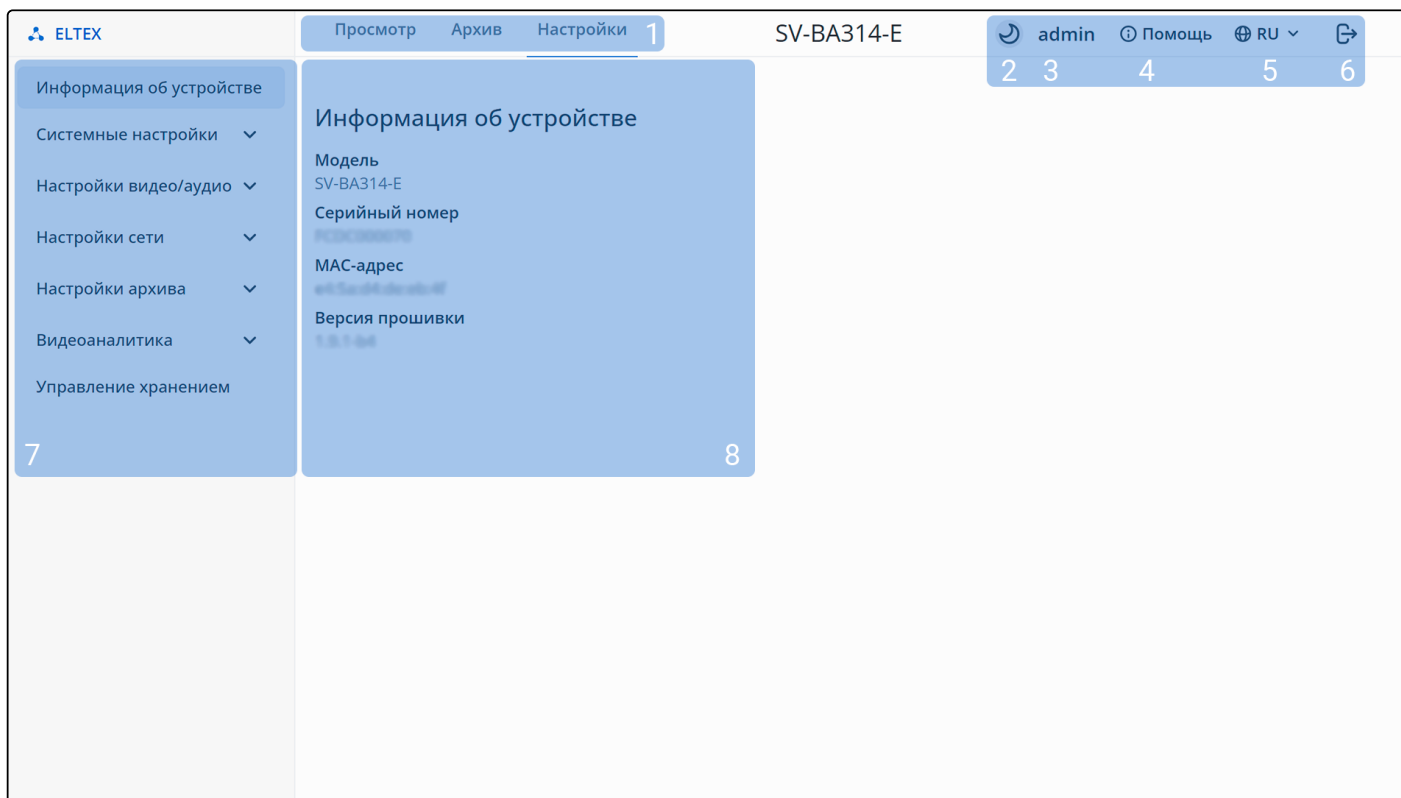 ELTEX
Просмотр Архив Настройки 1
SV-BA314-E
admin Помощь RU
2 3 4 5 6
Информация об устройстве
Системные настройки
Настройки видео/аудио
Настройки сети
Настройки архива
Видеоаналитика
Управление хранением
7
Информация об устройстве
Модель
SV-BA314-E
Серийный номер
MAC-адрес
Версия прошивки
8